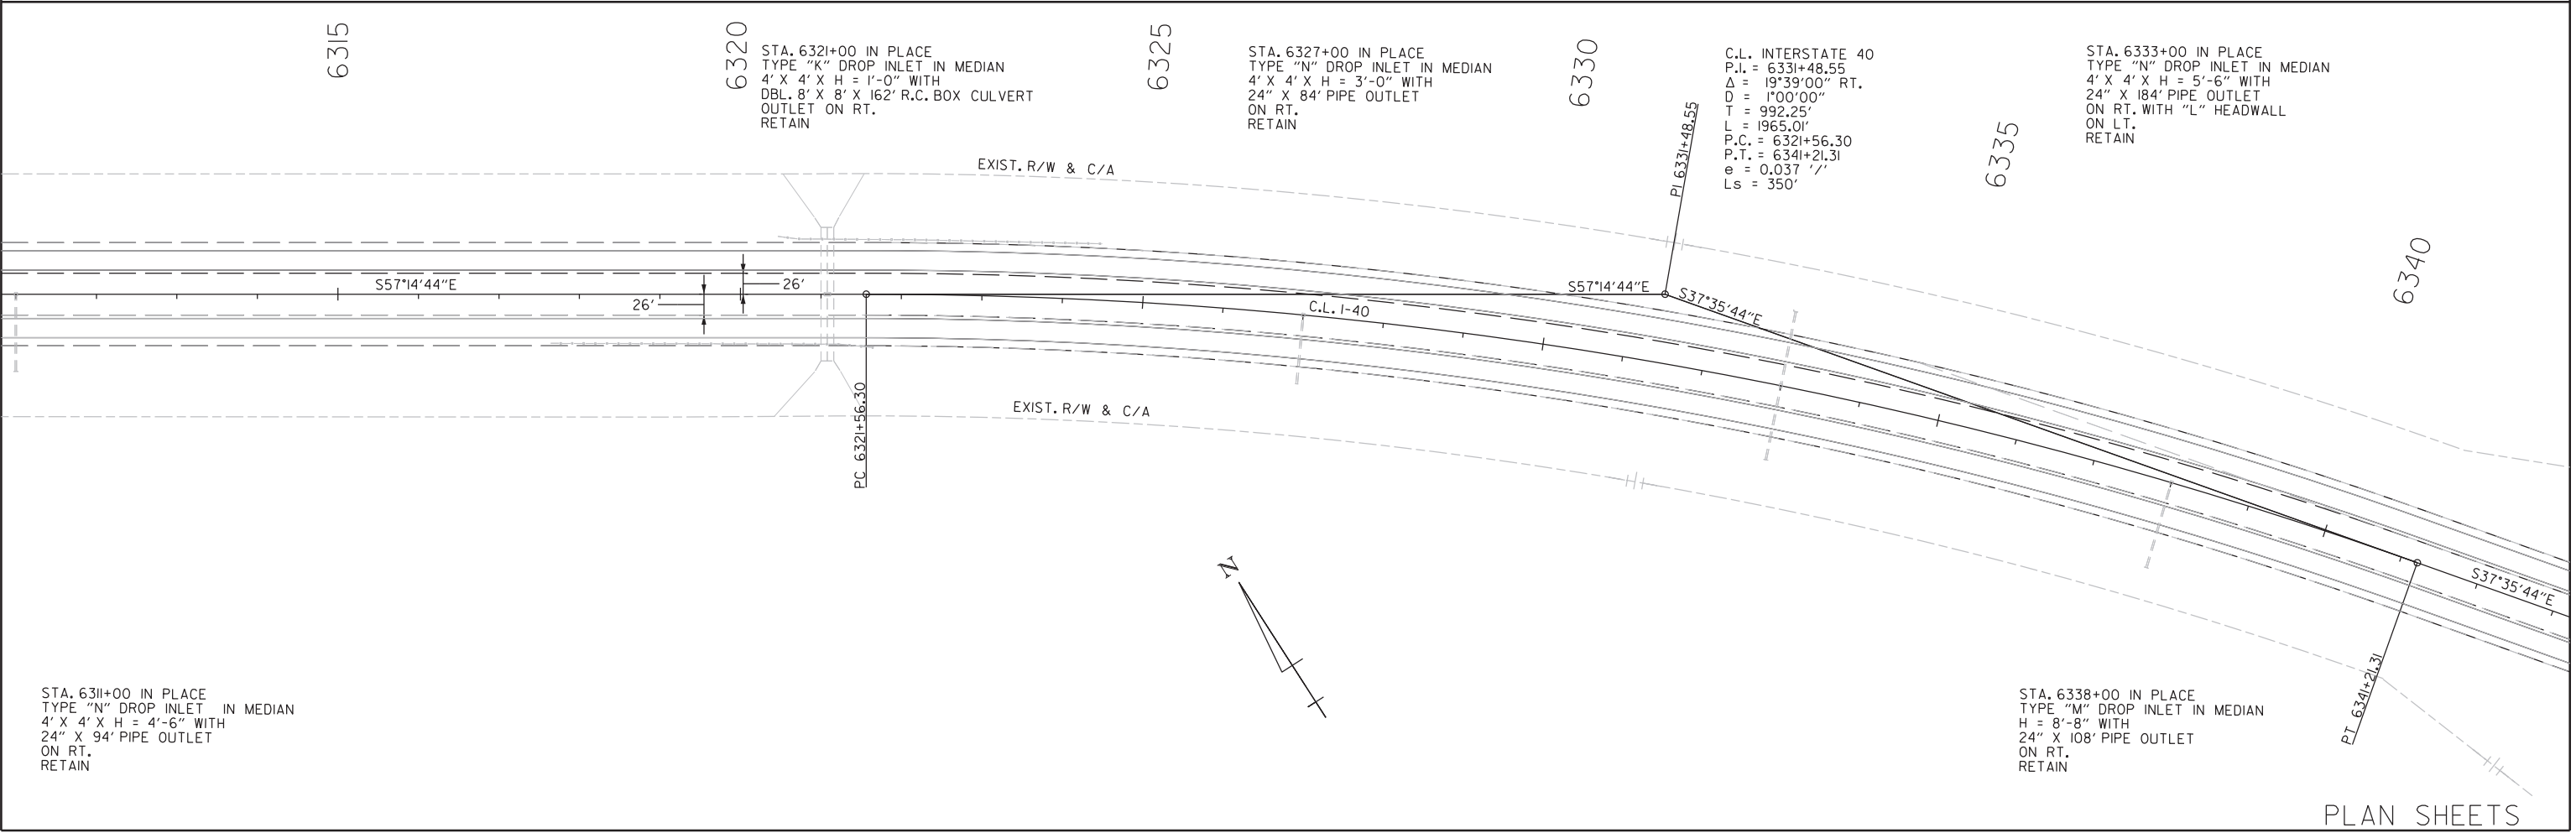 6315
6320
6325
6330
6335
6340
STA. 6321+00 IN PLACE
TYPE "K" DROP INLET IN MEDIAN
4' X 4' X H = 1'-0" WITH
DBL. 8' X 8' X 162' R.C. BOX CULVERT
OUTLET ON RT.
RETAIN
STA. 6327+00 IN PLACE
TYPE "N" DROP INLET IN MEDIAN
4' X 4' X H = 3'-0" WITH
24" X 84' PIPE OUTLET
ON RT.
RETAIN
C.L. INTERSTATE 40
P.I. = 6331+48.55
Δ = 19°39'00" RT.
D = 1°00'00"
T = 992.25'
L = 1965.01'
P.C. = 6321+56.30
P.T. = 6341+21.31
e = 0.037 '/'
Ls = 350'
STA. 6333+00 IN PLACE
TYPE "N" DROP INLET IN MEDIAN
4' X 4' X H = 5'-6" WITH
24" X 184' PIPE OUTLET
ON RT. WITH "L" HEADWALL
ON LT.
RETAIN
EXIST. R/W & C/A
PI 6331+48.55
S57°14'44"E
26'
26'
S57°14'44"E
S37°35'44"E
C.L. I-40
EXIST. R/W & C/A
PC 6321+56.30
N
S37°35'44"E
PT 6341+21.31
STA. 6311+00 IN PLACE
TYPE "N" DROP INLET IN MEDIAN
4' X 4' X H = 4'-6" WITH
24" X 94' PIPE OUTLET
ON RT.
RETAIN
STA. 6338+00 IN PLACE
TYPE "M" DROP INLET IN MEDIAN
H = 8'-8" WITH
24" X 108' PIPE OUTLET
ON RT.
RETAIN
PLAN SHEETS